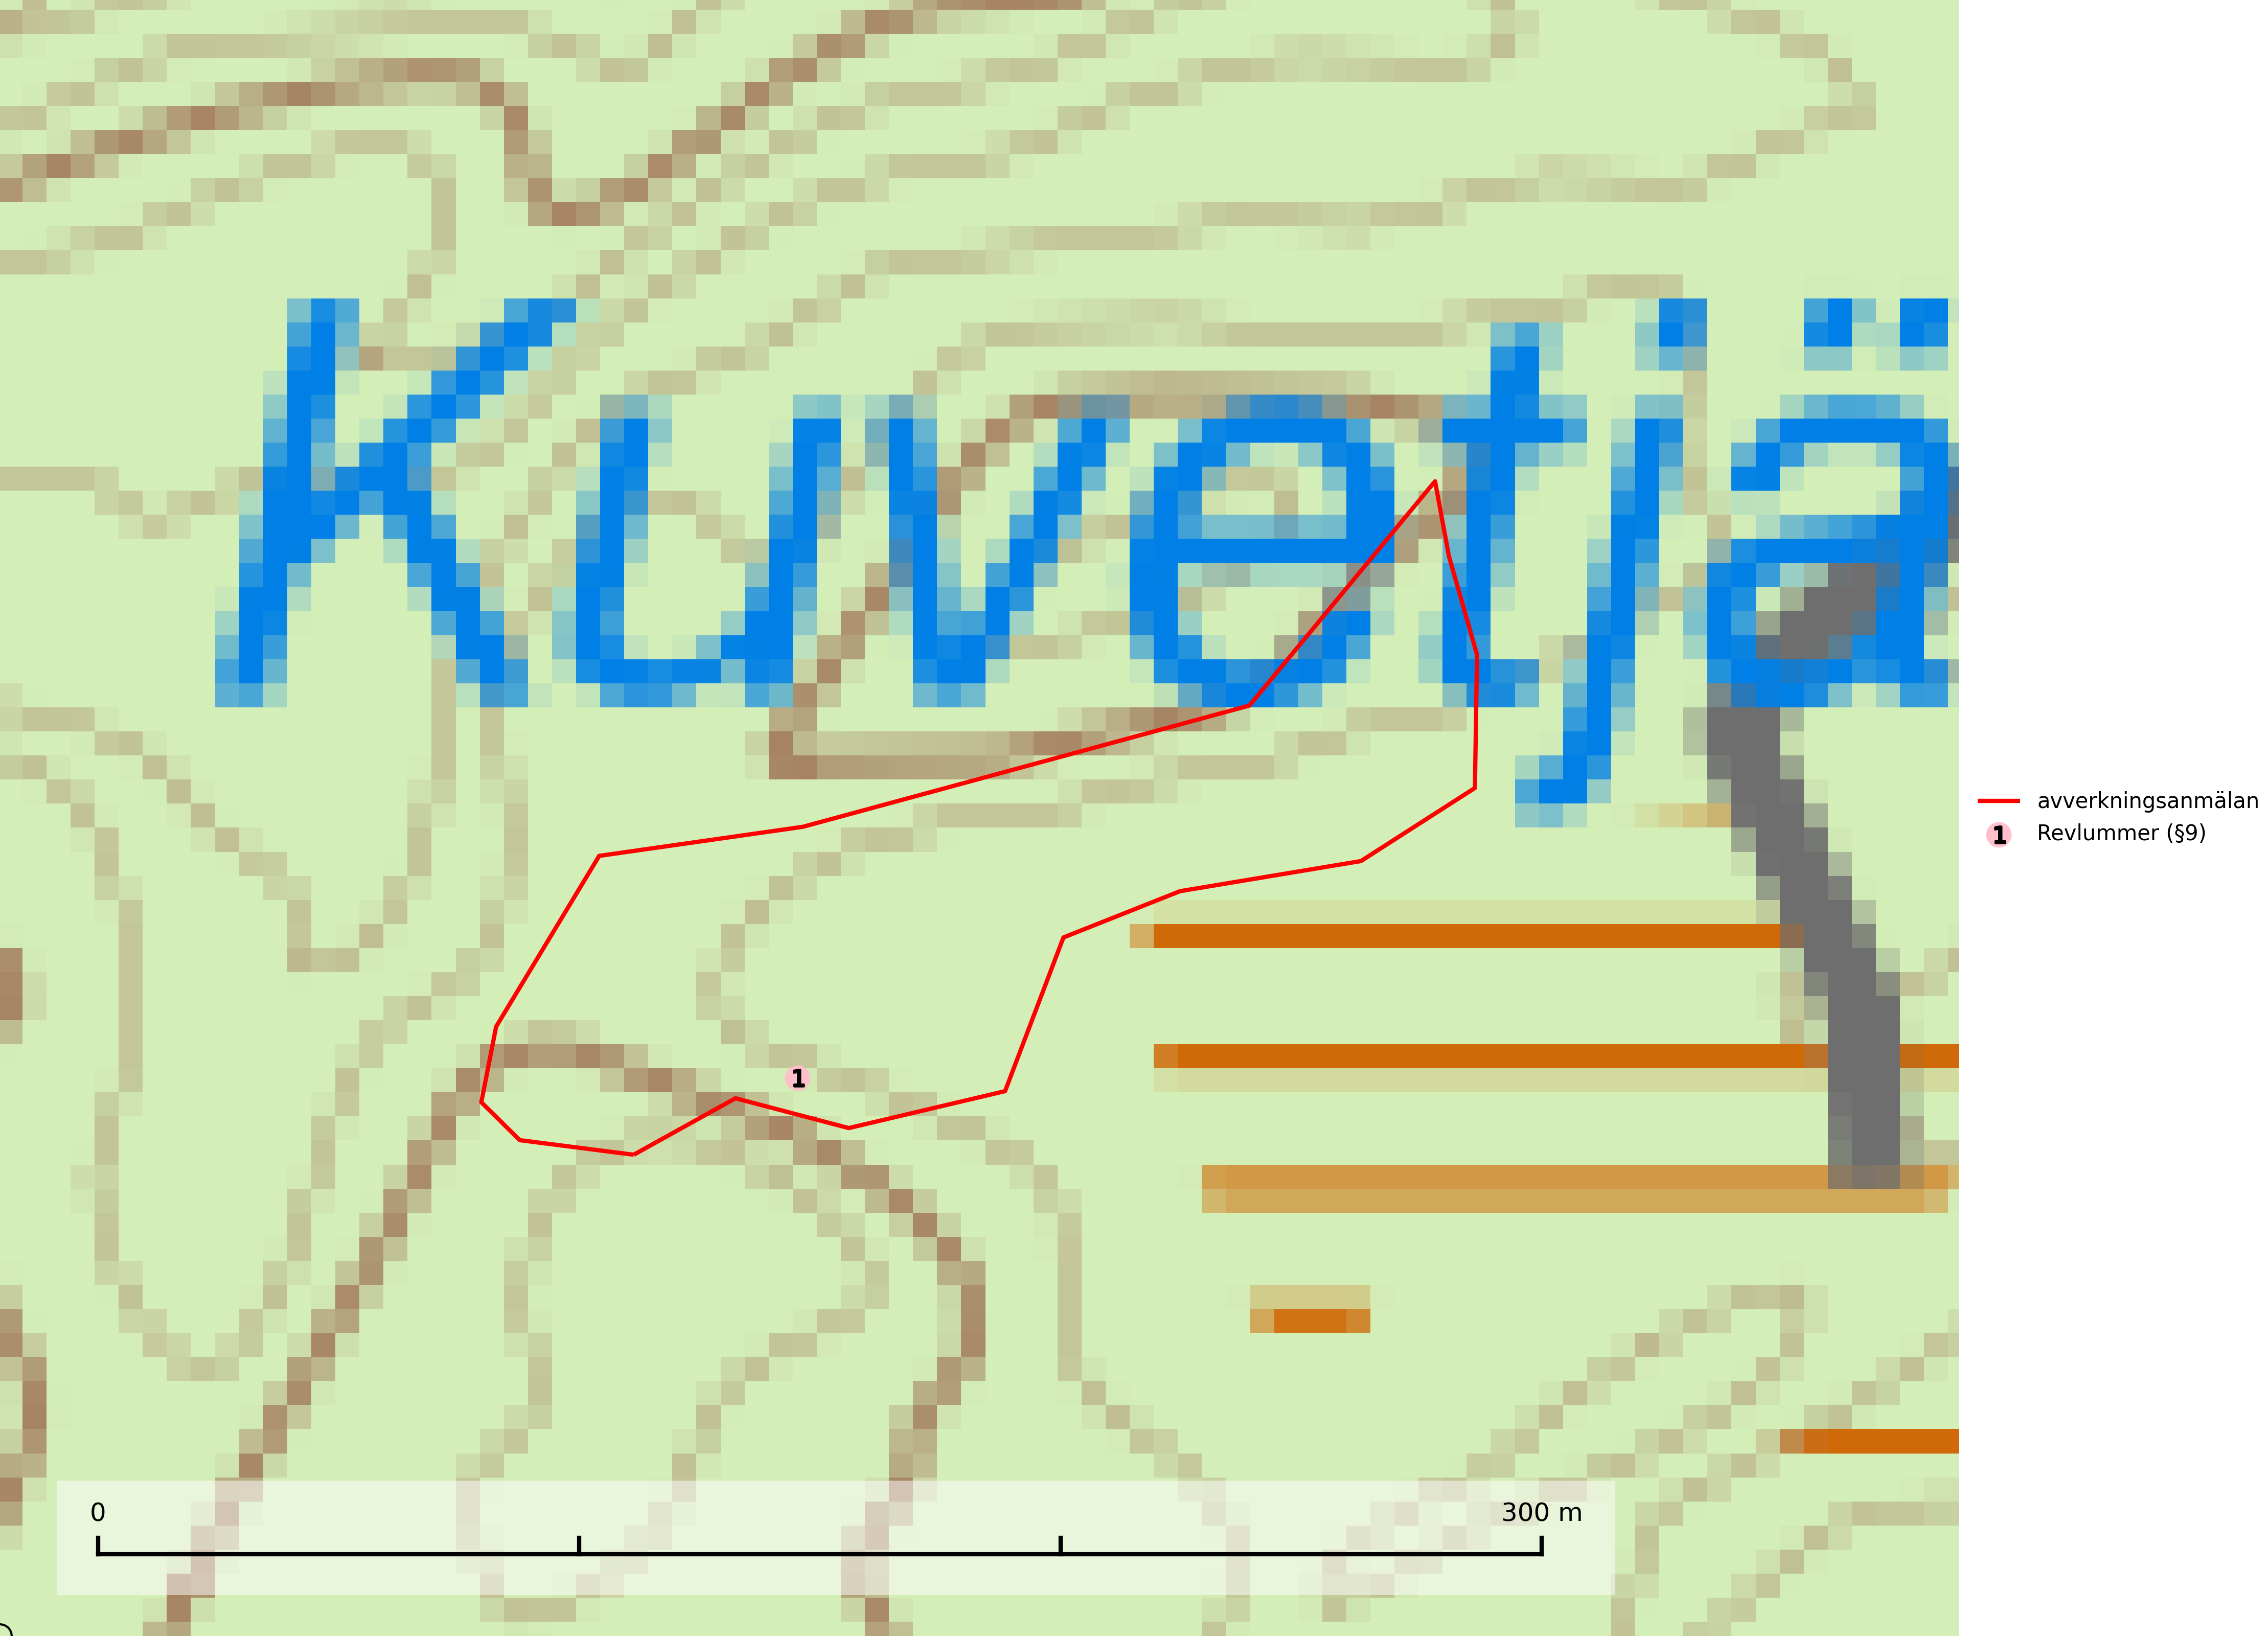 Kuvetjä
avverkningsanmälan
1 Revlummer (§9)
1
0 300 m